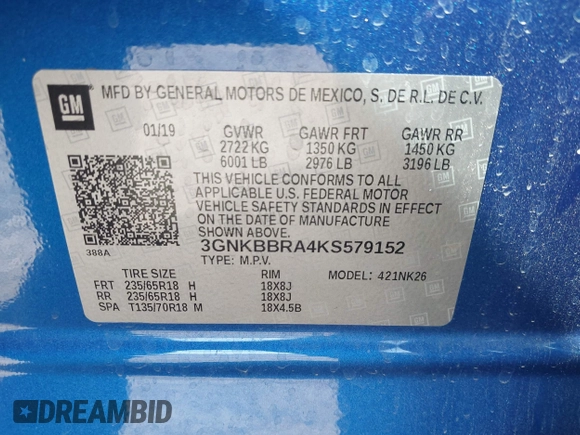 GM
MFD BY GENERAL MOTORS DE MEXICO, S. DE R.L. DE C.V.
01/19 GVWR GAWR FRT GAWR RR
2722 KG 1350 KG 1450 KG
6001 LB 2976 LB 3196 LB
THIS VEHICLE CONFORMS TO ALL
APPLICABLE U.S. FEDERAL MOTOR
VEHICLE SAFETY STANDARDS IN EFFECT
ON THE DATE OF MANUFACTURE
SHOWN ABOVE.
388A
3GNKBBRA4KS579152
TYPE: M.P.V.
TIRE SIZE RIM MODEL: 421NK26
FRT 235/65R18 H 18X8J
RR 235/65R18 H 18X8J
SPA T135/70R18 M 18X4.5B
DREAMBID